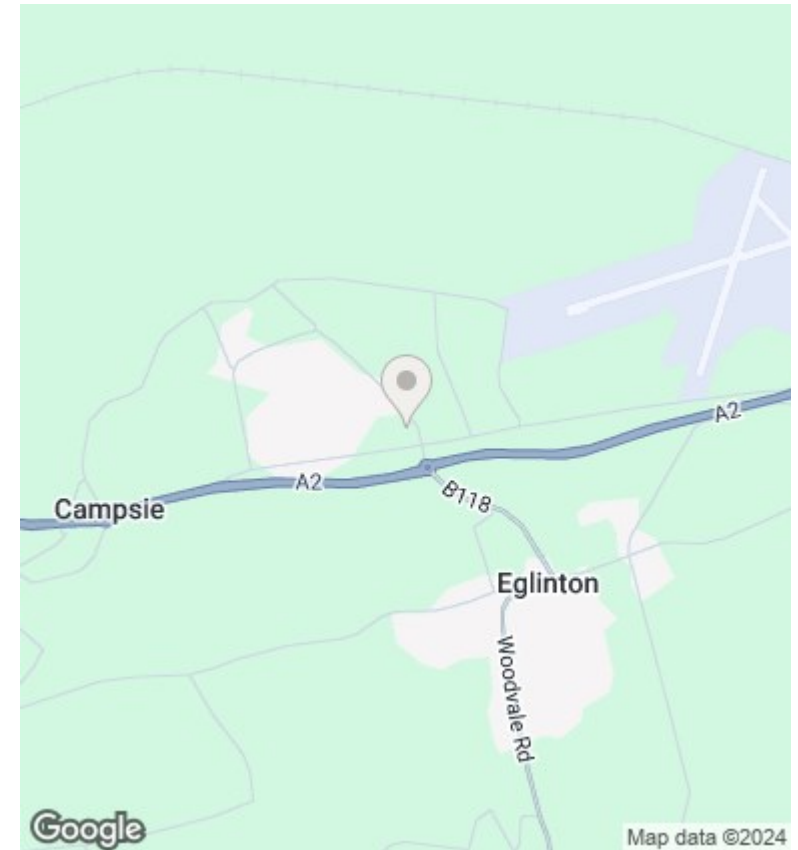 A2
A2
B118
Campsie
Eglinton
Woodvale Rd
Google
Map data ©2024